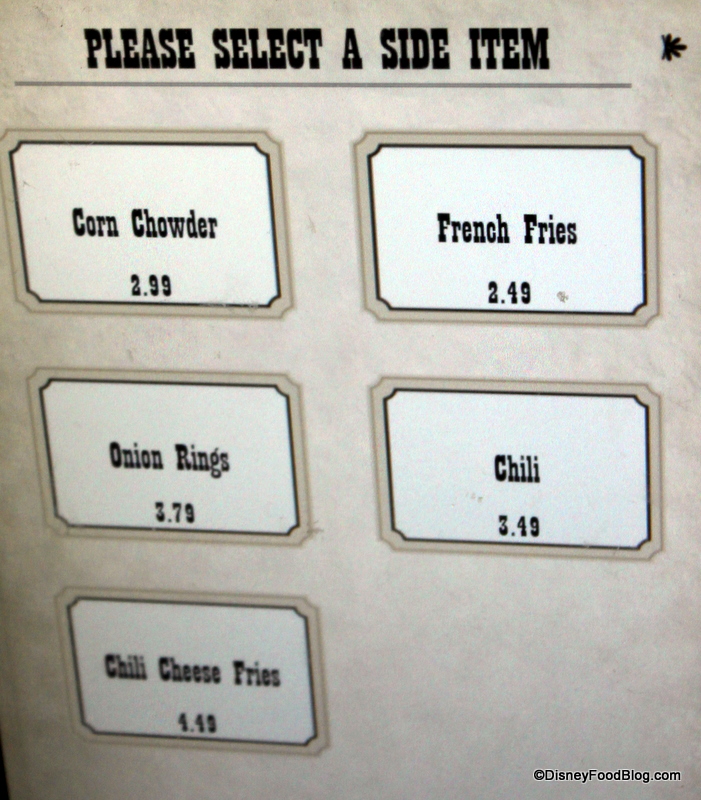 PLEASE SELECT A SIDE ITEM
Corn Chowder
2.99
French Fries
2.49
Onion Rings
3.79
Chili
3.49
Chili Cheese Fries
4.49
©DisneyFoodBlog.com